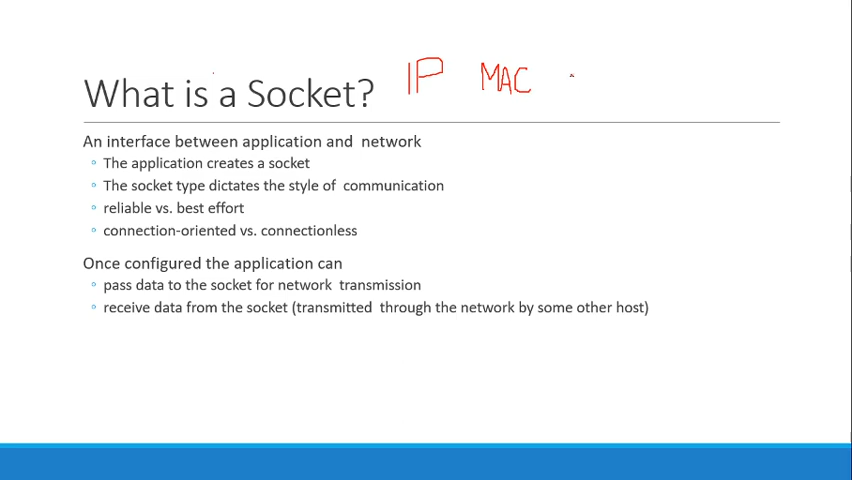 What is a Socket? IP MAC
An interface between application and network
◦ The application creates a socket
◦ The socket type dictates the style of communication
◦ reliable vs. best effort
◦ connection-oriented vs. connectionless
Once configured the application can
◦ pass data to the socket for network transmission
◦ receive data from the socket (transmitted through the network by some other host)